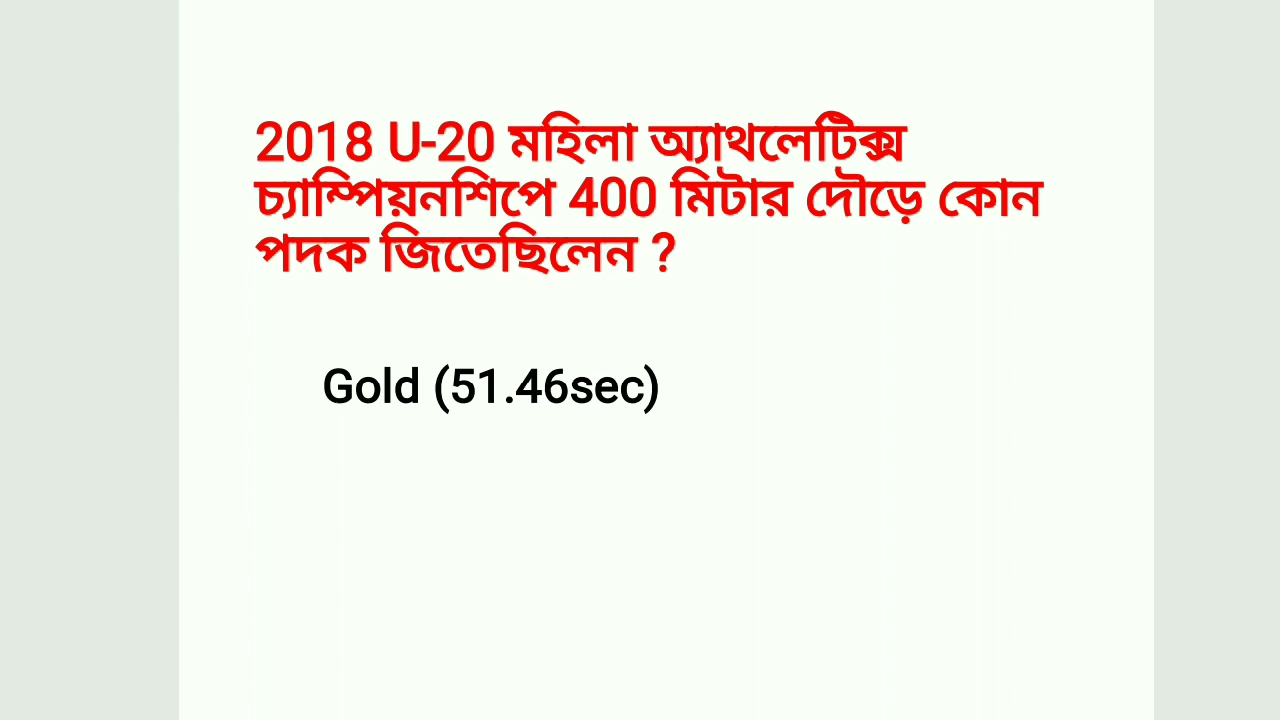 2018 U-20 মহিলা অ্যাথলেটিক্স
চ্যাম্পিয়নশিপে 400 মিটার দৌড়ে কোন
পদক জিতেছিলেন ?
Gold (51.46sec)